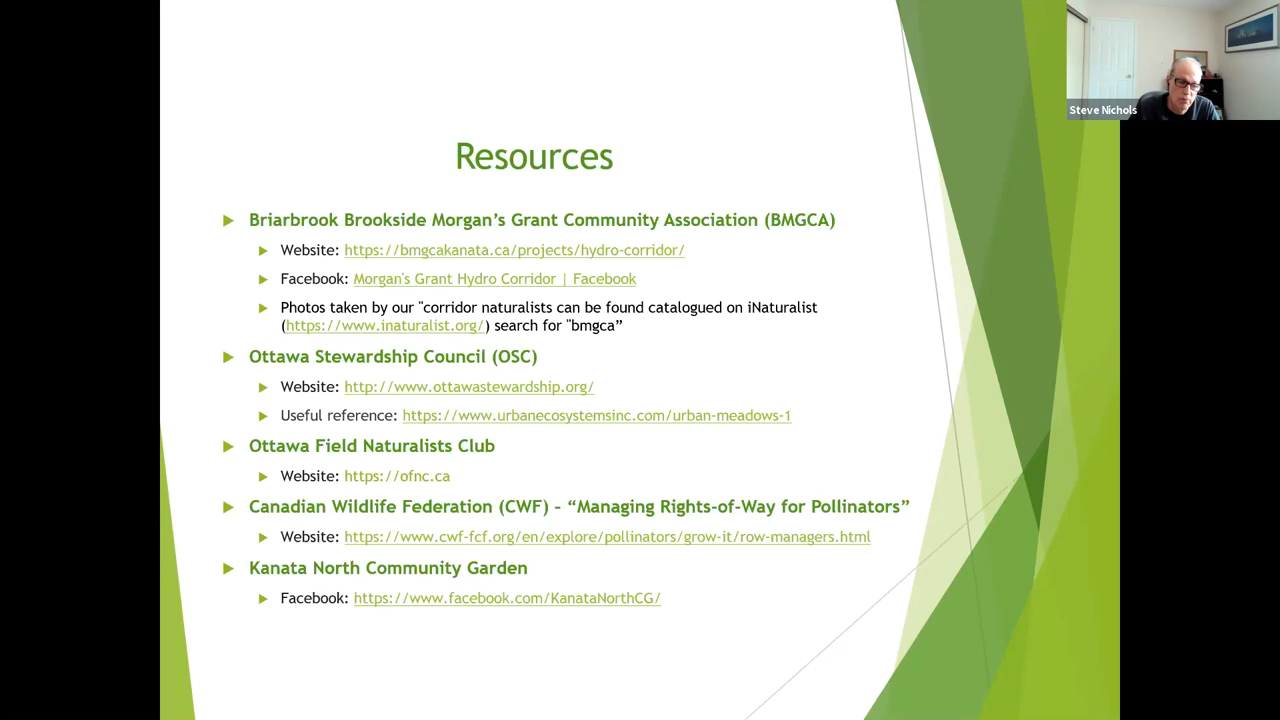 Steve Nichols
Resources
Briarbrook Brookside Morgan’s Grant Community Association (BMGCA)
Website: https://bmgcakanata.ca/projects/hydro-corridor/
Facebook: Morgan's Grant Hydro Corridor | Facebook
Photos taken by our "corridor naturalists can be found catalogued on iNaturalist
(https://www.inaturalist.org/) search for "bmgca”
Ottawa Stewardship Council (OSC)
Website: http://www.ottawastewardship.org/
Useful reference: https://www.urbanecosystemsinc.com/urban-meadows-1
Ottawa Field Naturalists Club
Website: https://ofnc.ca
Canadian Wildlife Federation (CWF) – “Managing Rights-of-Way for Pollinators”
Website: https://www.cwf-fcf.org/en/explore/pollinators/grow-it/row-managers.html
Kanata North Community Garden
Facebook: https://www.facebook.com/KanataNorthCG/